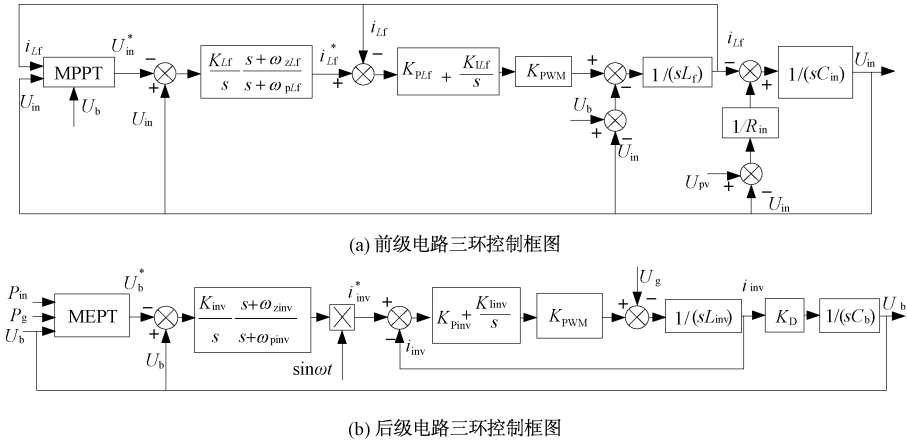 i_Lf MPPT U_in^* − + K_Lf/s (s+ω_zLf)/(s+ω_pLf) i_Lf^* − + i_Lf K_PLf + K_ILf/s K_PWM + − 1/(sL_f) i_Lf − + 1/(sC_in) U_in
U_in U_b U_in U_b + − U_in 1/R_in
U_pv + − U_in
(a) 前级电路三环控制框图
P_in P_g U_b MEPT U_b^* − + K_inv/s (s+ω_zinv)/(s+ω_pinv) i_inv^* + − K_Pinv + K_Iinv/s K_PWM + − U_g 1/(sL_inv) i_inv K_D 1/(sC_b) U_b
U_b sinωt i_inv
(b) 后级电路三环控制框图